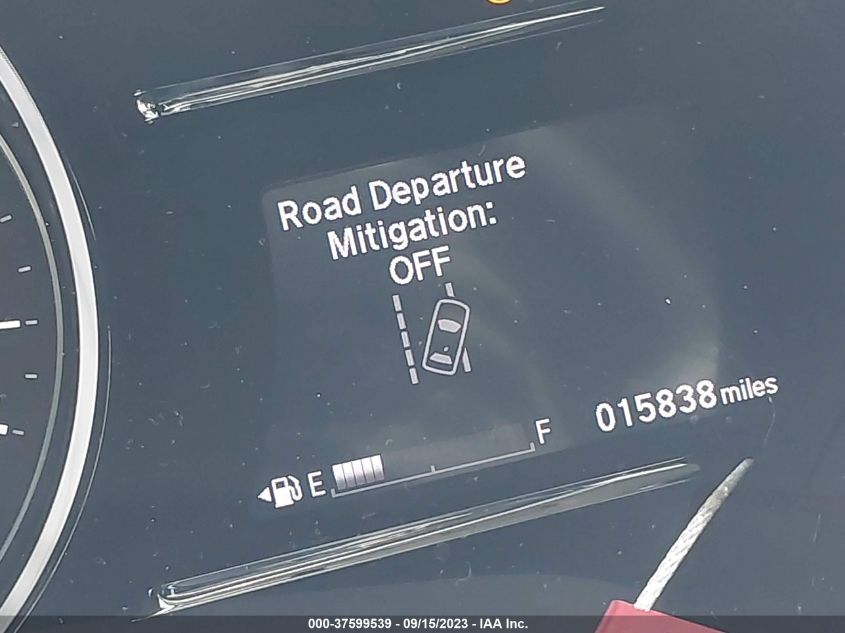 Road Departure
Mitigation:
OFF
015838 miles
E F
000-37599539 - 09/15/2023 - IAA Inc.